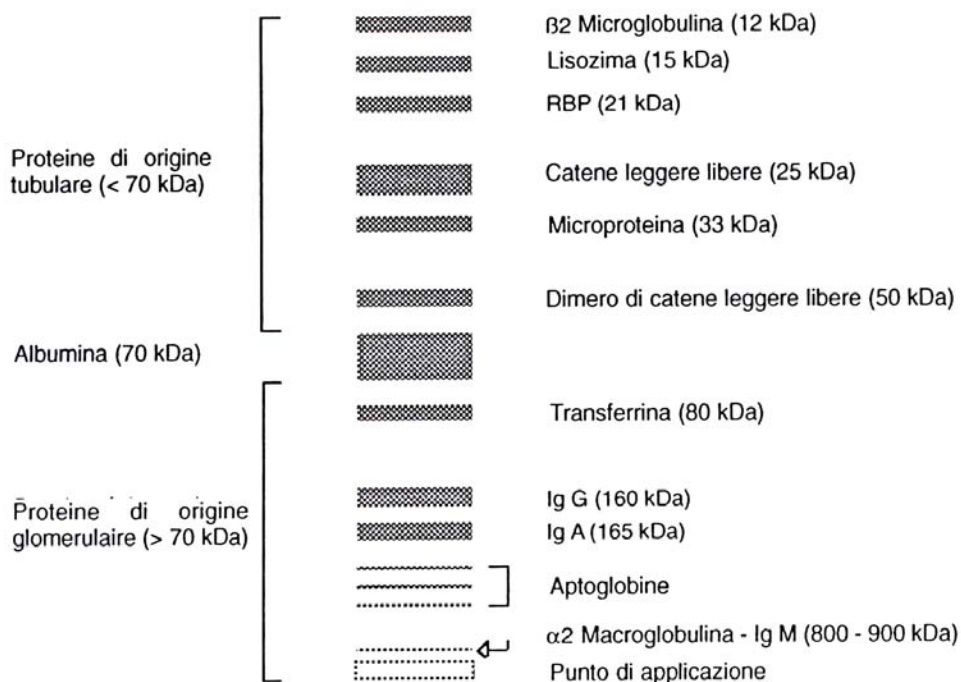 β2 Microglobulina (12 kDa)
Lisozima (15 kDa)
RBP (21 kDa)
Proteine di origine
tubulare (< 70 kDa)
Catene leggere libere (25 kDa)
Microproteina (33 kDa)
Dimero di catene leggere libere (50 kDa)
Albumina (70 kDa)
Transferrina (80 kDa)
Proteine di origine
glomerulaire (> 70 kDa)
Ig G (160 kDa)
Ig A (165 kDa)
Aptoglobine
α2 Macroglobulina - Ig M (800 - 900 kDa)
Punto di applicazione